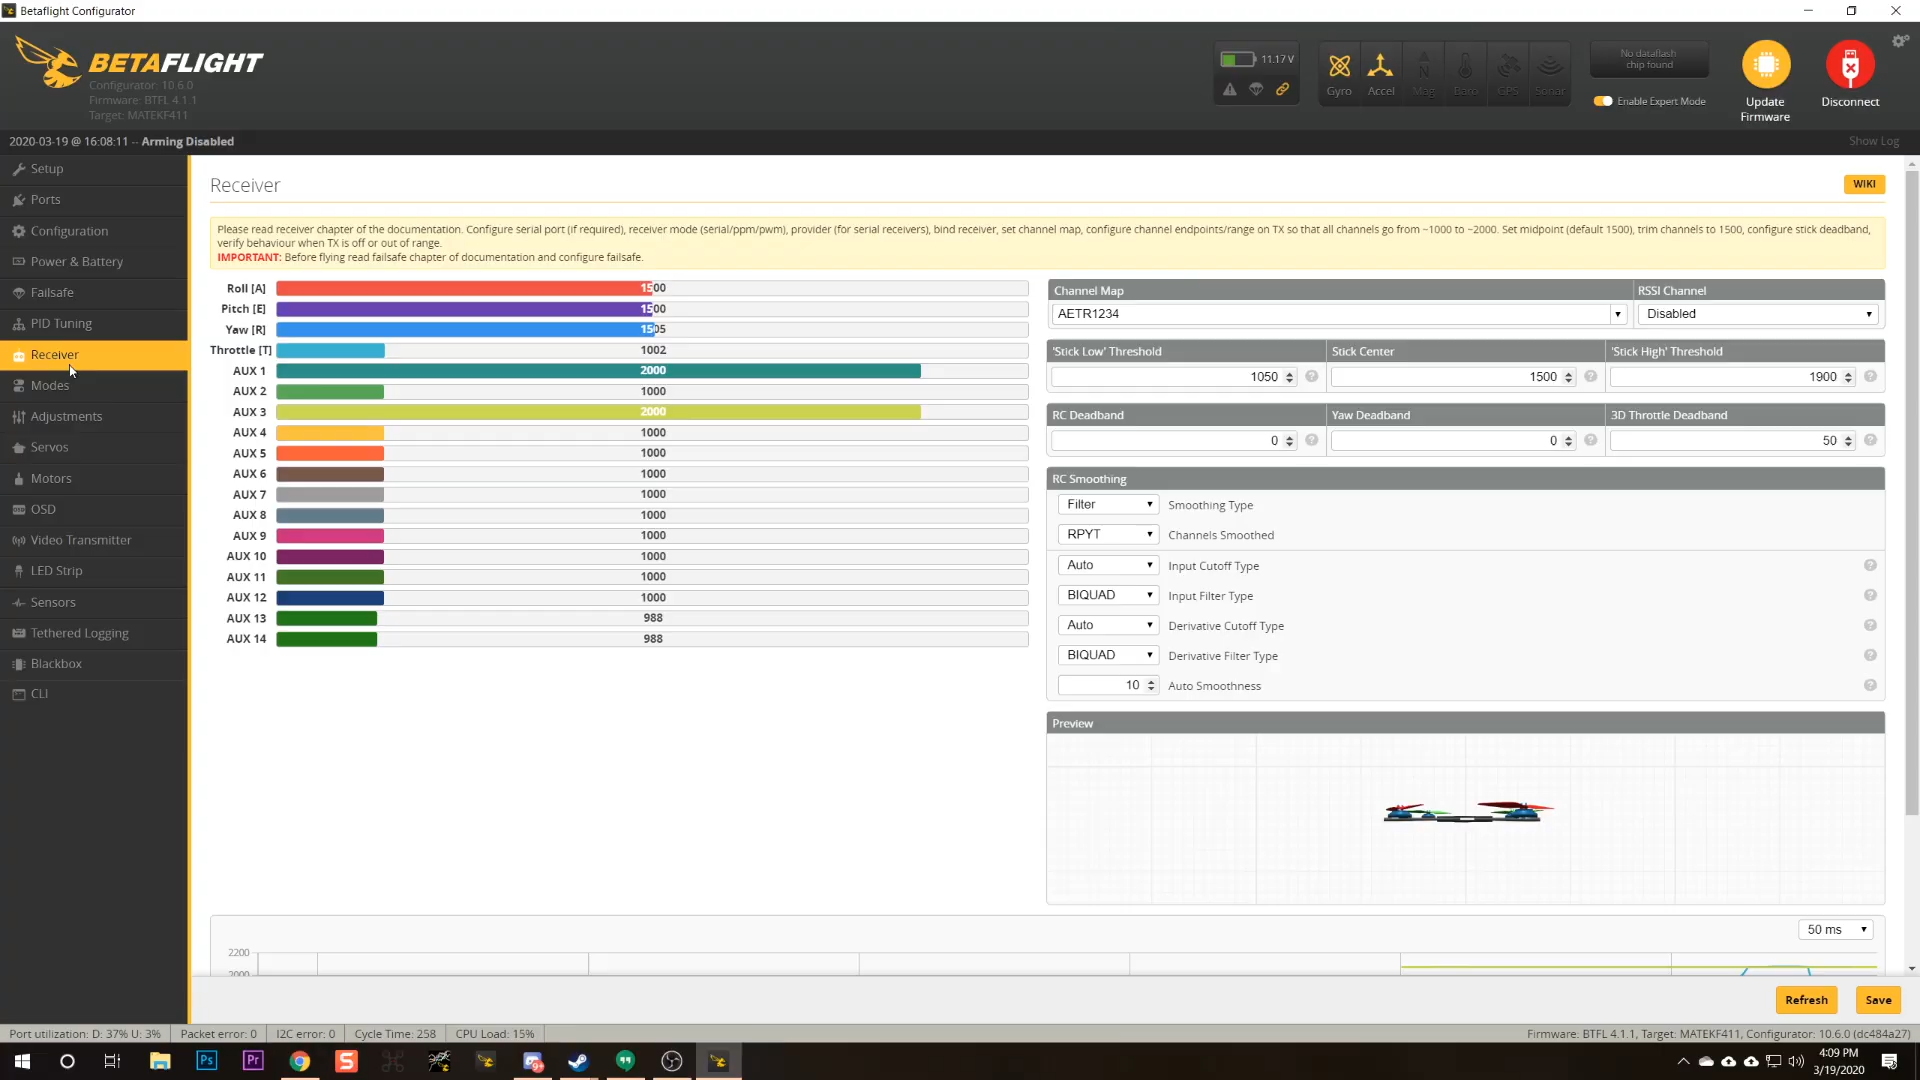 Betaflight Configurator
BETAFLIGHT
Configurator: 10.6.0
Firmware: BTFL 4.1.1
Target: MATEKF411
11.17 V
Gyro
Accel
Mag
Baro
GPS
Sonar
No dataflash
chip found
Enable Expert Mode
Update
Firmware
Disconnect
2020-03-19 @ 16:08:11 -- Arming Disabled
Show Log
Setup
Ports
Configuration
Power & Battery
Failsafe
PID Tuning
Receiver
Modes
Adjustments
Servos
Motors
OSD
Video Transmitter
LED Strip
Sensors
Tethered Logging
Blackbox
CLI
Receiver
WIKI
Please read receiver chapter of the documentation. Configure serial port (if required), receiver mode (serial/ppm/pwm), provider (for serial receivers), bind receiver, set channel map, configure channel endpoints/range on TX so that all channels go from ~1000 to ~2000. Set midpoint (default 1500), trim channels to 1500, configure stick deadband,
verify behaviour when TX is off or out of range.
IMPORTANT: Before flying read failsafe chapter of documentation and configure failsafe.
Roll [A] 1500
Pitch [E] 1500
Yaw [R] 1505
Throttle [T] 1002
AUX 1 2000
AUX 2 1000
AUX 3 2000
AUX 4 1000
AUX 5 1000
AUX 6 1000
AUX 7 1000
AUX 8 1000
AUX 9 1000
AUX 10 1000
AUX 11 1000
AUX 12 1000
AUX 13 988
AUX 14 988
Channel Map
RSSI Channel
AETR1234
Disabled
'Stick Low' Threshold
Stick Center
'Stick High' Threshold
1050
1500
1900
RC Deadband
Yaw Deadband
3D Throttle Deadband
0
0
50
RC Smoothing
Filter Smoothing Type
RPYT Channels Smoothed
Auto Input Cutoff Type
BIQUAD Input Filter Type
Auto Derivative Cutoff Type
BIQUAD Derivative Filter Type
10 Auto Smoothness
Preview
50 ms
2200
2000
Refresh
Save
Port utilization: D: 37% U: 3%
Packet error: 0
I2C error: 0
Cycle Time: 258
CPU Load: 15%
Firmware: BTFL 4.1.1, Target: MATEKF411, Configurator: 10.6.0 (dc484a27)
Ps
Pr
S
9+
4:09 PM
3/19/2020